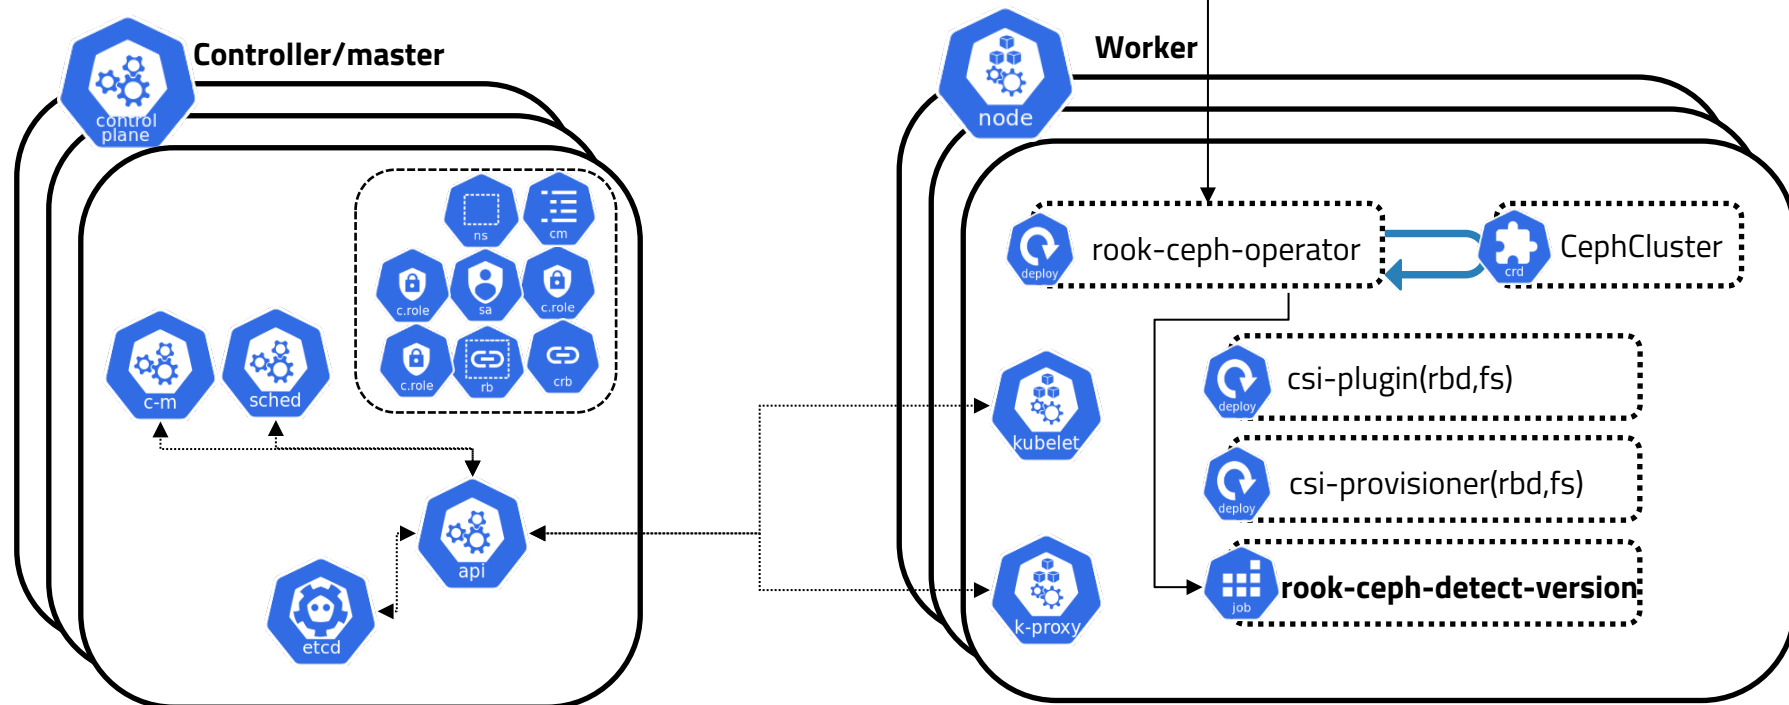 Controller/master
control
plane
ns
cm
c.role
sa
c.role
c.role
rb
crb
c-m
sched
api
etcd
Worker
node
deploy
rook-ceph-operator
crd
CephCluster
kubelet
deploy
csi-plugin(rbd,fs)
deploy
csi-provisioner(rbd,fs)
k-proxy
job
rook-ceph-detect-version